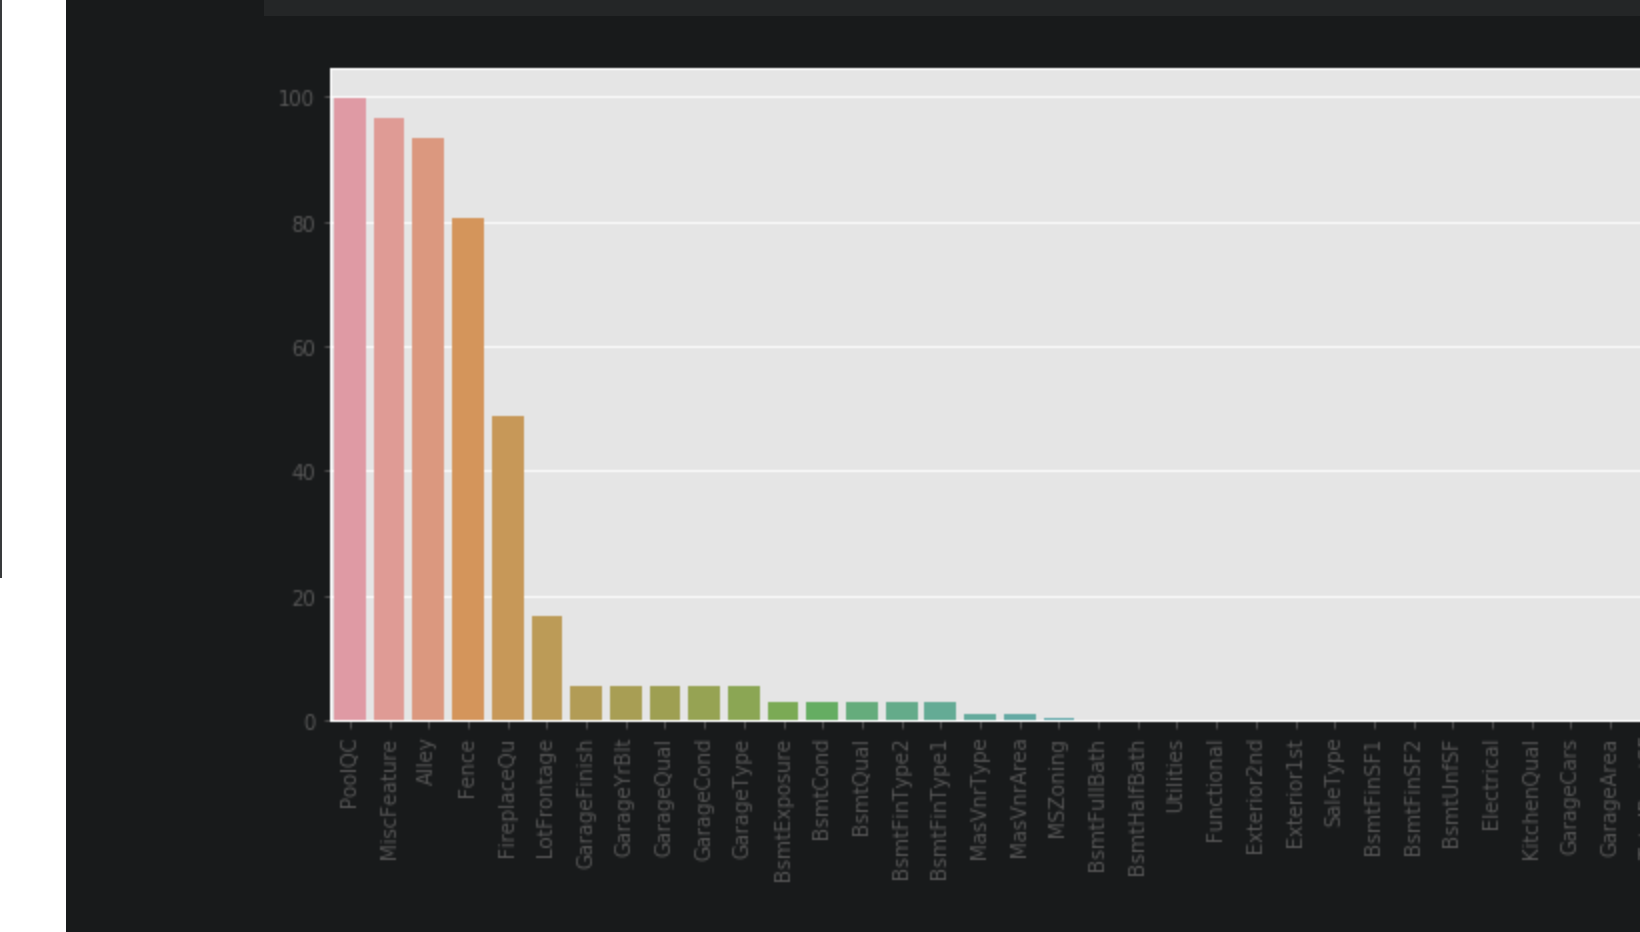 100
80
60
40
20
0
PoolQC
MiscFeature
Alley
Fence
FireplaceQu
LotFrontage
GarageFinish
GarageYrBlt
GarageQual
GarageCond
GarageType
BsmtExposure
BsmtCond
BsmtQual
BsmtFinType2
BsmtFinType1
MasVnrType
MasVnrArea
MSZoning
BsmtFullBath
BsmtHalfBath
Utilities
Functional
Exterior2nd
Exterior1st
SaleType
BsmtFinSF1
BsmtFinSF2
BsmtUnfSF
Electrical
KitchenQual
GarageCars
GarageArea